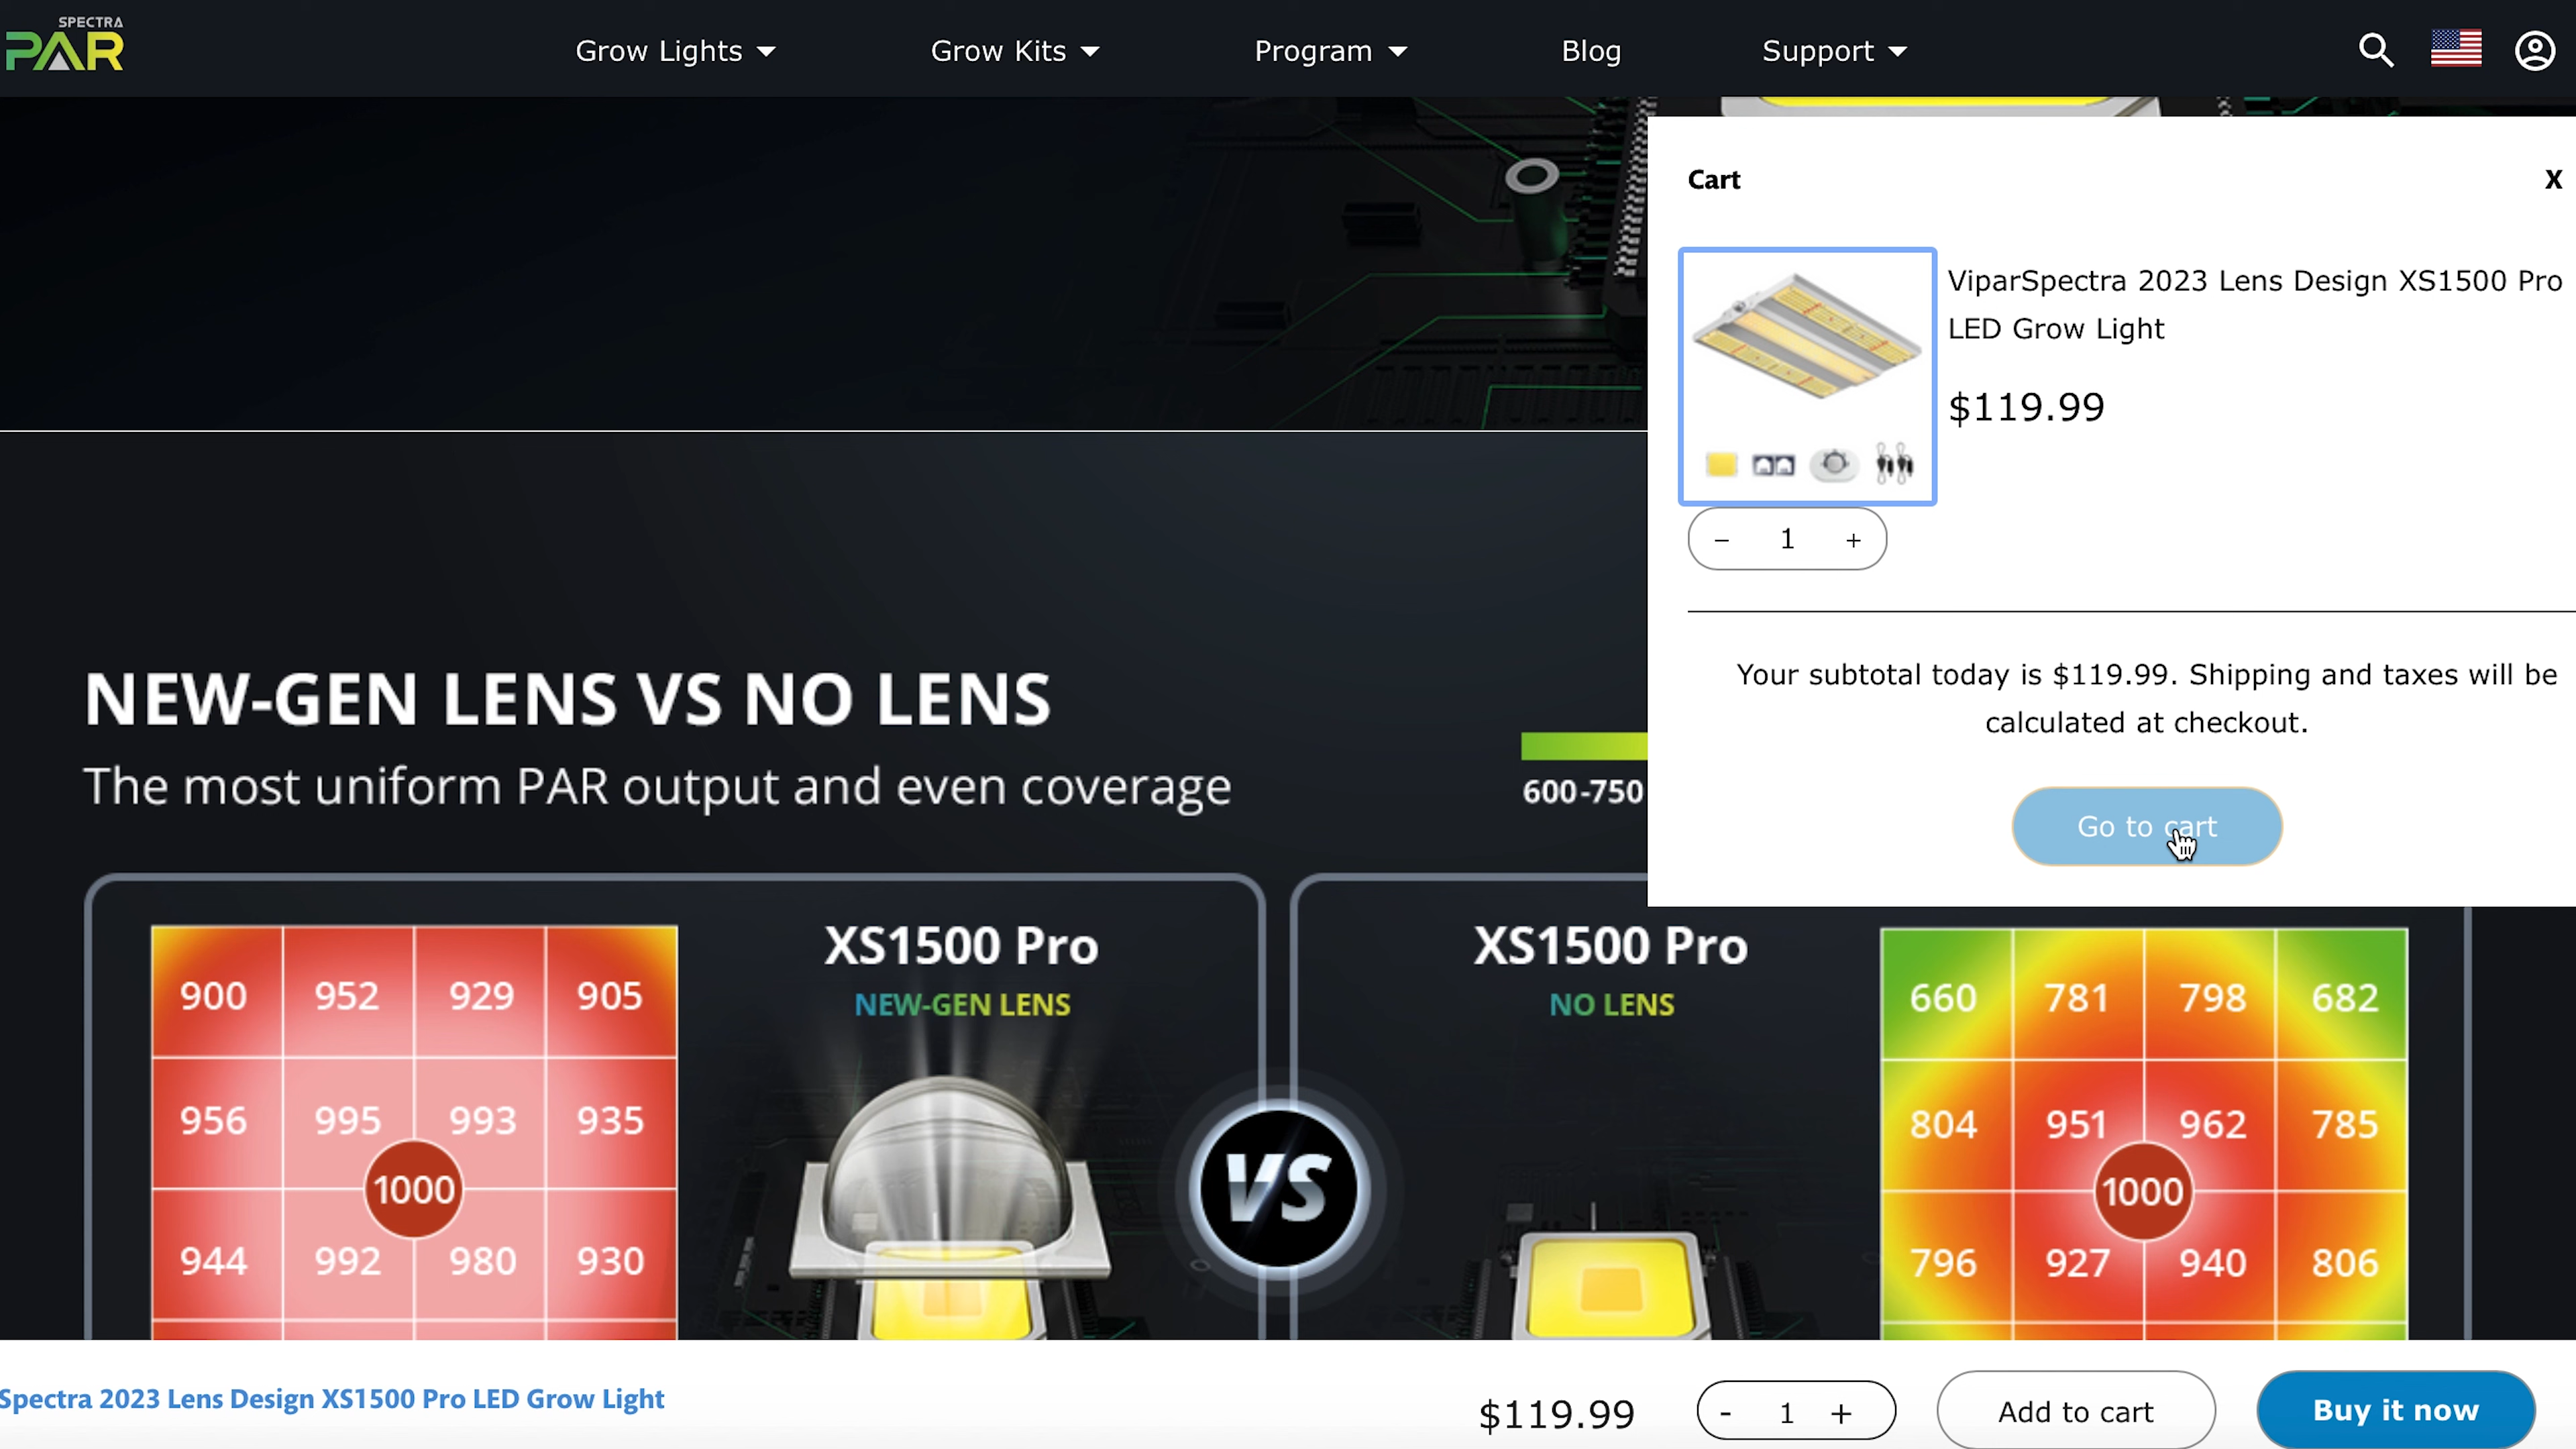 SPECTRA
PAR
Grow Lights
Grow Kits
Program
Blog
Support
Cart
X
ViparSpectra 2023 Lens Design XS1500 Pro
LED Grow Light
$119.99
− 1 +
Your subtotal today is $119.99. Shipping and taxes will be
calculated at checkout.
Go to cart
NEW-GEN LENS VS NO LENS
The most uniform PAR output and even coverage
600-750
XS1500 Pro
NEW-GEN LENS
900 952 929 905
956 995 993 935
1000
944 992 980 930
VS
XS1500 Pro
NO LENS
660 781 798 682
804 951 962 785
1000
796 927 940 806
Spectra 2023 Lens Design XS1500 Pro LED Grow Light
$119.99
- 1 +
Add to cart
Buy it now